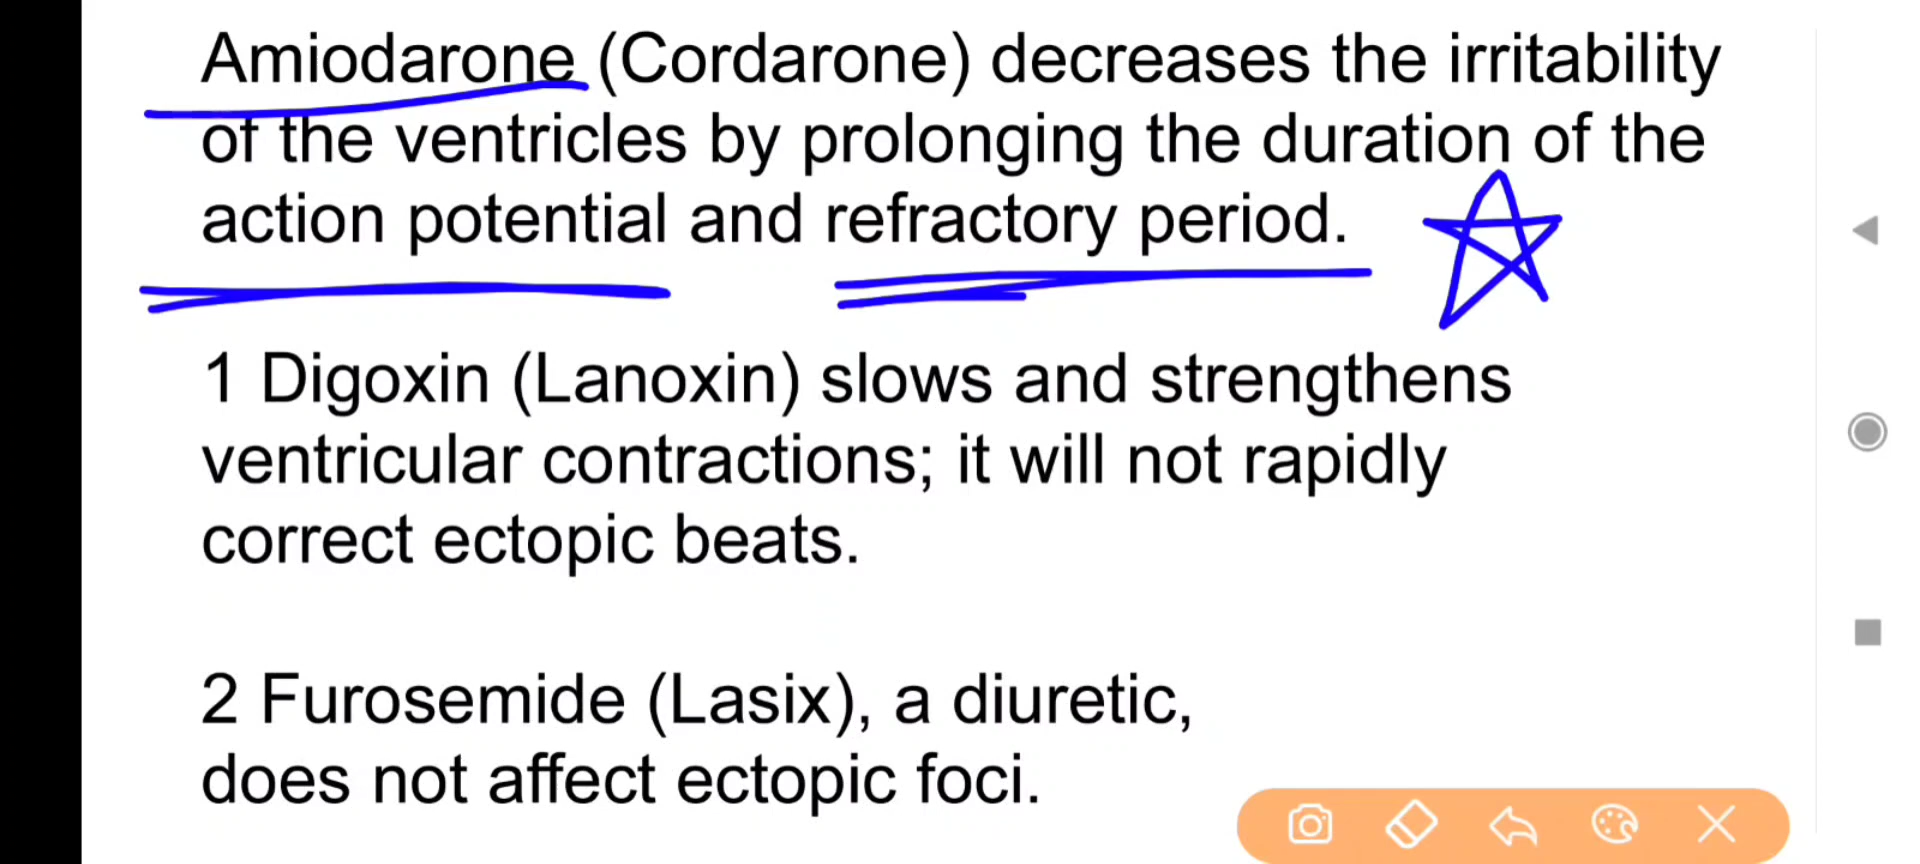 Amiodarone (Cordarone) decreases the irritability
of the ventricles by prolonging the duration of the
action potential and refractory period.
1 Digoxin (Lanoxin) slows and strengthens
ventricular contractions; it will not rapidly
correct ectopic beats.
2 Furosemide (Lasix), a diuretic,
does not affect ectopic foci.